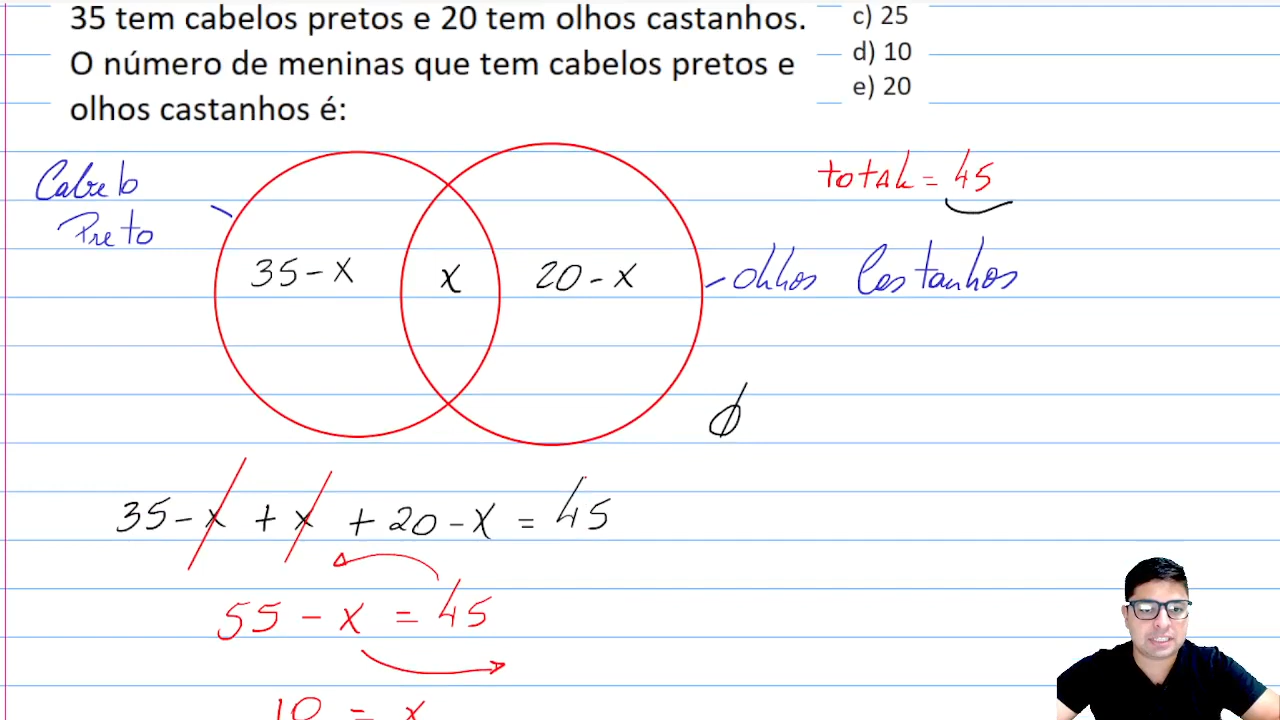 35 tem cabelos pretos e 20 tem olhos castanhos.
O número de meninas que tem cabelos pretos e
olhos castanhos é:
c) 25
d) 10
e) 20
Cabelo
Preto
total = 45
35 - x
x
20 - x
Olhos Castanhos
ϕ
35 - x + x + 20 - x = 45
55 - x = 45
10 = x